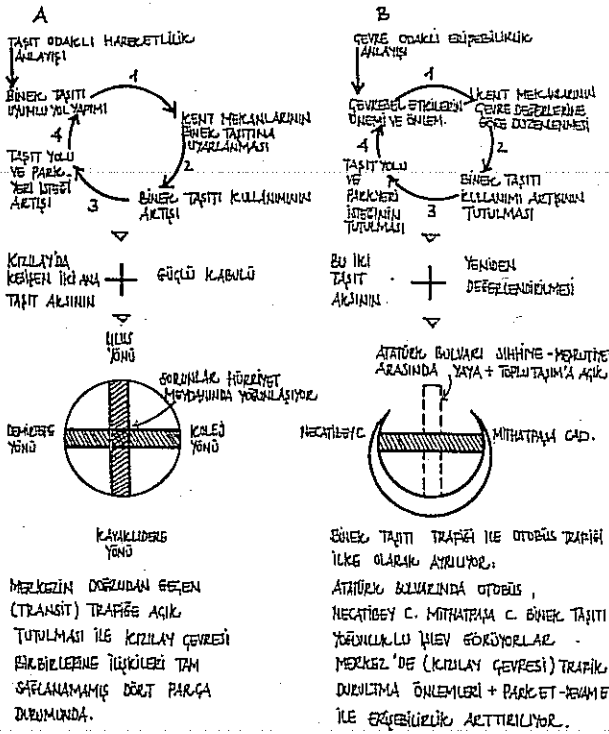 A
TAŞIT ODAKLI HAREKETLİLİK
ANLAYIŞI
1
BİNEK TAŞITI
UYUMLU YOL YAPIMI
KENT MEKANLARININ
BİNEK TAŞITINA
UYARLANMASI
2
BİNEK TAŞITI KULLANIMININ
ARTIŞI
3
TAŞIT YOLU
VE PARK-
YERİ İSTEĞİ
ARTIŞI
4
KIZILAY'DA
KESİŞEN İKİ ANA
TAŞIT AKSININ
GÜÇLÜ KABULÜ
ULUS
YÖNÜ
SORUNLAR HÜRRİYET
MEYDANINDA YOĞUNLAŞIYOR
DEMİRTEPE
YÖNÜ
KOLEJ
YÖNÜ
KAVAKLIDERE
YÖNÜ
MERKEZİN DOĞRUDAN GEÇEN
(TRANSİT) TRAFİĞE AÇIK
TUTULMASI İLE KIZILAY ÇEVRESİ
BİRBİRLERİNE İLİŞKİLERİ TAM
SAĞLANAMAMIŞ DÖRT PARÇA
DURUMUNDA.
B
ÇEVRE ODAKLI ERİŞEBİLİRLİK
ANLAYIŞI
1
ÇEVRESEL ETKİLERİN
ÖNEMİ VE ÖNLEM.
KENT MEKANLARININ
ÇEVRE DEĞERLERİNE
GÖRE DÜZENLENMESİ
2
BİNEK TAŞITI
KULLANIMI ARTIŞININ
TUTULMASI
3
TAŞIT YOLU
VE
PARKYERİ
İSTEĞİNİN
TUTULMASI
4
BU İKİ
TAŞIT
AKSININ
YENİDEN
DEĞERLENDİRİLMESİ
ATATÜRK BULVARI SIHHİYE-MEŞRUTİYET
ARASINDA YAYA + TOPLUTAŞIM'A AÇIK
NECATİBEY C.
MİTHATPAŞA CAD.
BİNEK TAŞITI TRAFİĞİ İLE OTOBÜS TRAFİĞİ
İLKE OLARAK AYRILIYOR:
ATATÜRK BULVARINDA OTOBÜS,
NECATİBEY C. MİTHATPAŞA C. BİNEK TAŞITI
YOĞUNLUKLU İŞLEV GÖRÜYORLAR.
MERKEZ'DE (KIZILAY ÇEVRESİ) TRAFİK
DURULTMA ÖNLEMLERİ + PARK ET-DEVAM ET
İLE ERİŞEBİLİRLİK ARTTIRILIYOR.